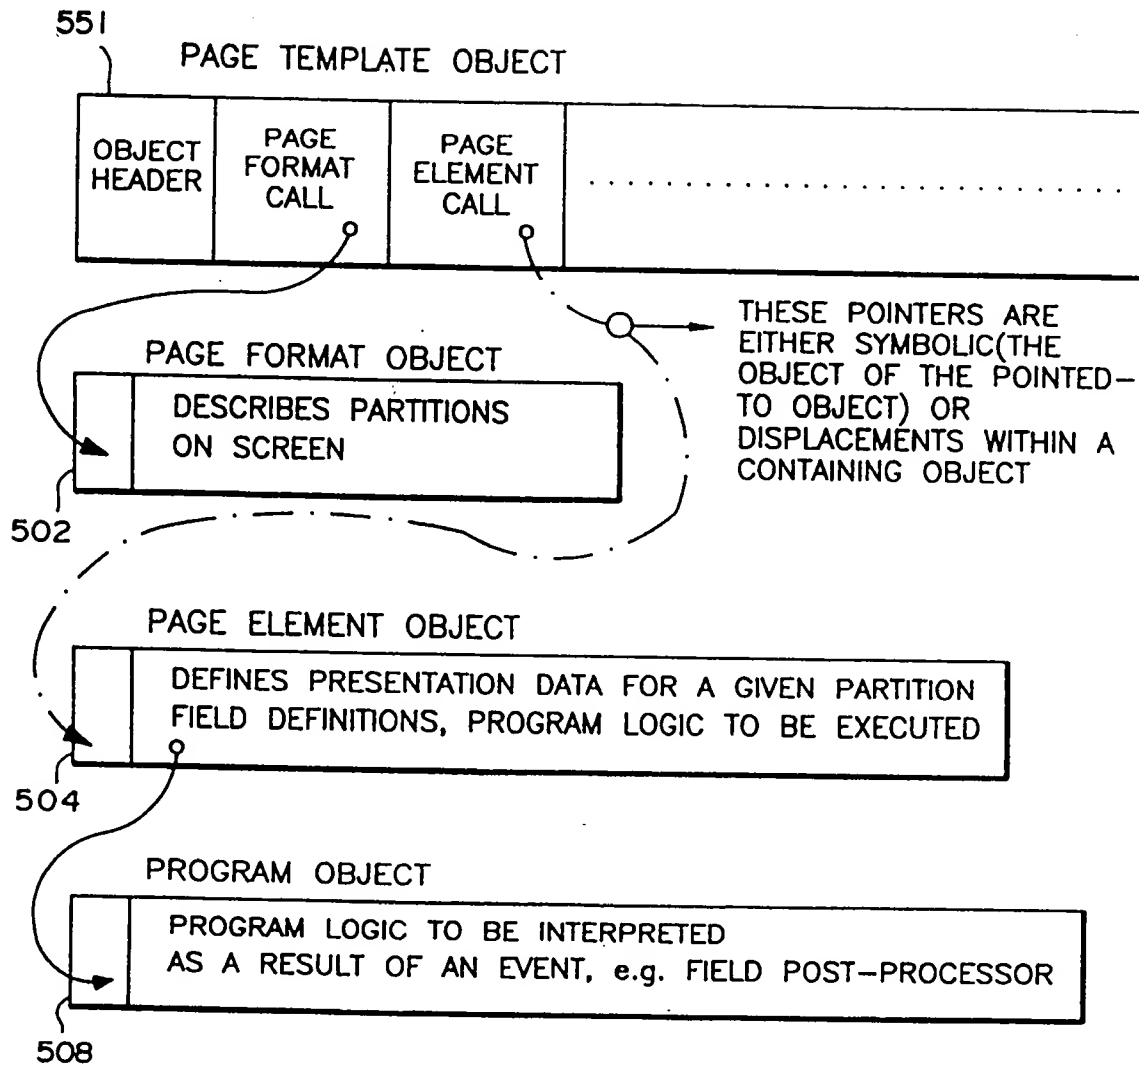 551
PAGE TEMPLATE OBJECT
OBJECT
HEADER
PAGE
FORMAT
CALL
PAGE
ELEMENT
CALL
. . . . . . . . . . . . . . . . . . . . . . . . . .
THESE POINTERS ARE
EITHER SYMBOLIC(THE
OBJECT OF THE POINTED-
TO OBJECT) OR
DISPLACEMENTS WITHIN A
CONTAINING OBJECT
PAGE FORMAT OBJECT
DESCRIBES PARTITIONS
ON SCREEN
502
PAGE ELEMENT OBJECT
DEFINES PRESENTATION DATA FOR A GIVEN PARTITION
FIELD DEFINITIONS, PROGRAM LOGIC TO BE EXECUTED
504
PROGRAM OBJECT
PROGRAM LOGIC TO BE INTERPRETED
AS A RESULT OF AN EVENT, e.g. FIELD POST-PROCESSOR
508